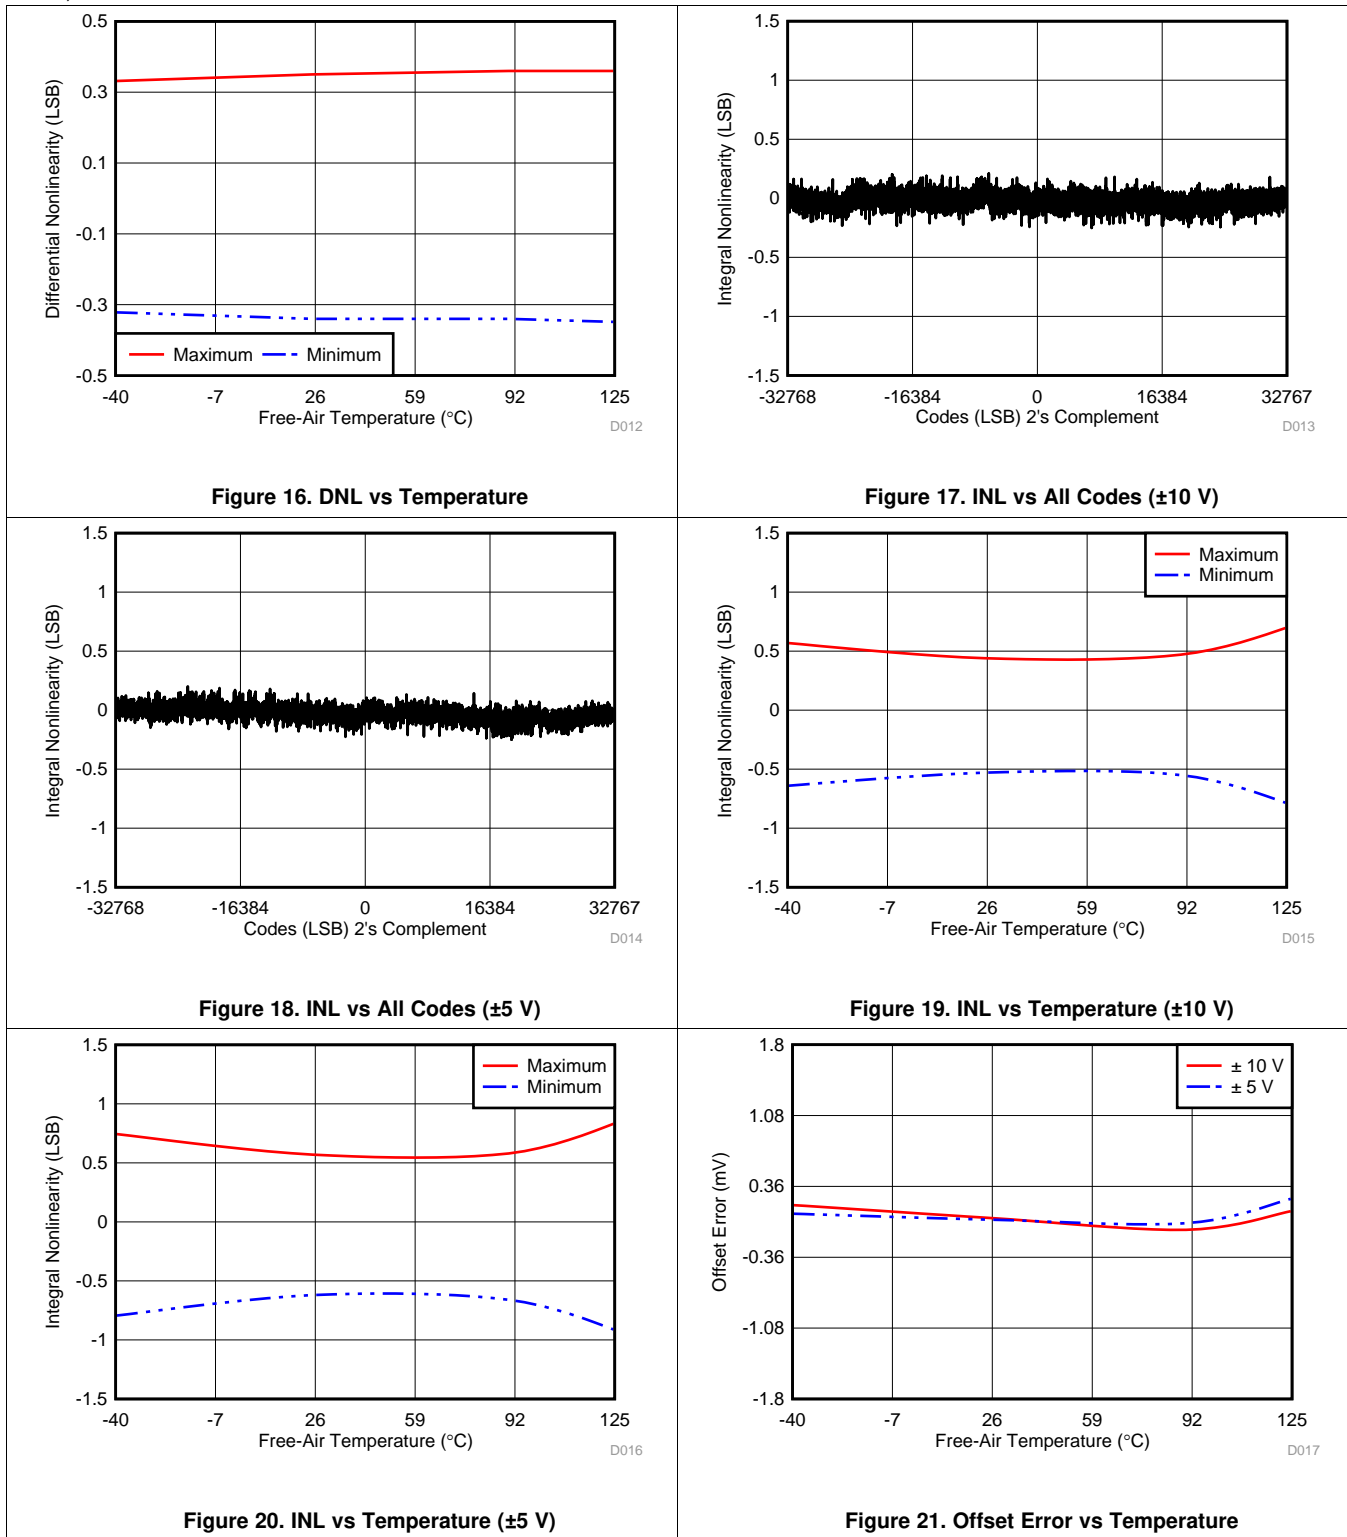 0.5
0.3
0.1
-0.1
-0.3
-0.5
Differential Nonlinearity (LSB)
Maximum
Minimum
-40 -7 26 59 92 125
Free-Air Temperature (°C)
D012
Figure 16. DNL vs Temperature
1.5
1
0.5
0
-0.5
-1
-1.5
Integral Nonlinearity (LSB)
-32768 -16384 0 16384 32767
Codes (LSB) 2's Complement
D013
Figure 17. INL vs All Codes (±10 V)
1.5
1
0.5
0
-0.5
-1
-1.5
Integral Nonlinearity (LSB)
-32768 -16384 0 16384 32767
Codes (LSB) 2's Complement
D014
Figure 18. INL vs All Codes (±5 V)
1.5
1
0.5
0
-0.5
-1
-1.5
Integral Nonlinearity (LSB)
Maximum
Minimum
-40 -7 26 59 92 125
Free-Air Temperature (°C)
D015
Figure 19. INL vs Temperature (±10 V)
1.5
1
0.5
0
-0.5
-1
-1.5
Integral Nonlinearity (LSB)
Maximum
Minimum
-40 -7 26 59 92 125
Free-Air Temperature (°C)
D016
Figure 20. INL vs Temperature (±5 V)
1.8
1.08
0.36
-0.36
-1.08
-1.8
Offset Error (mV)
± 10 V
± 5 V
-40 -7 26 59 92 125
Free-Air Temperature (°C)
D017
Figure 21. Offset Error vs Temperature